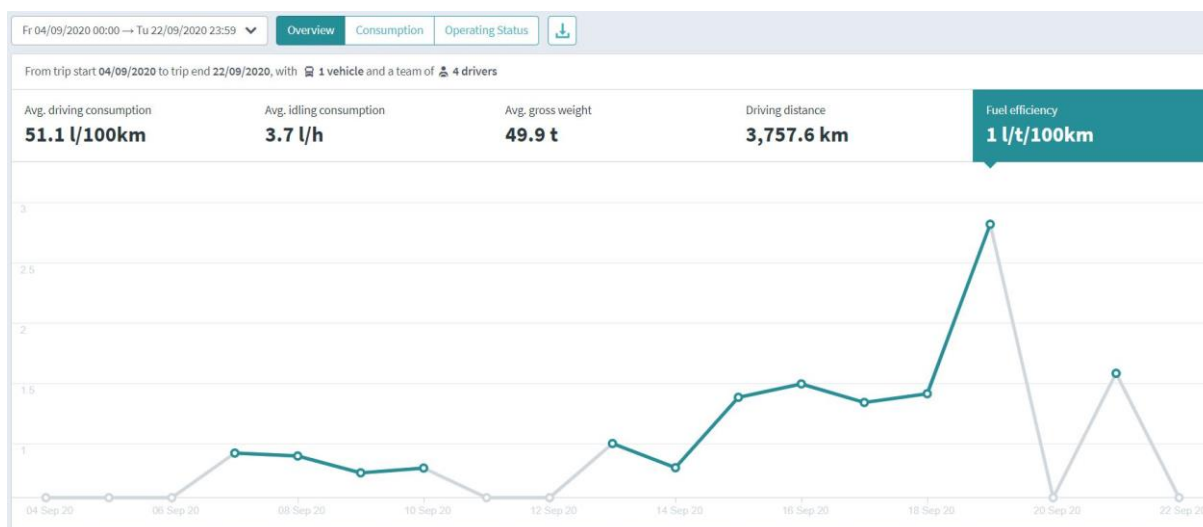 Fr 04/09/2020 00:00 → Tu 22/09/2020 23:59 Overview Consumption Operating Status
From trip start 04/09/2020 to trip end 22/09/2020, with 1 vehicle and a team of 4 drivers
Avg. driving consumption
51.1 l/100km
Avg. idling consumption
3.7 l/h
Avg. gross weight
49.9 t
Driving distance
3,757.6 km
Fuel efficiency
1 l/t/100km
3
2.5
2
1.5
1
04 Sep 20 06 Sep 20 08 Sep 20 10 Sep 20 12 Sep 20 14 Sep 20 16 Sep 20 18 Sep 20 20 Sep 20 22 Sep 20